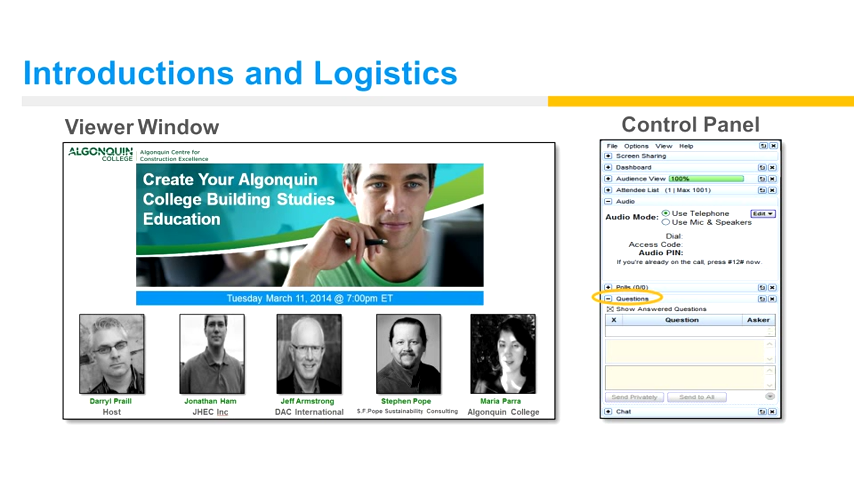 Introductions and Logistics
Viewer Window
ALGONQUIN
COLLEGE
Algonquin Centre for
Construction Excellence
Create Your Algonquin
College Building Studies
Education
Tuesday March 11, 2014 @ 7:00pm ET
Darryl Praill
Host
Jonathan Ham
JHEC Inc
Jeff Armstrong
DAC International
Stephen Pope
S.F.Pope Sustainability Consulting
Maria Parra
Algonquin College
Control Panel
File Options View Help
Screen Sharing
Dashboard
Audience View 100%
Attendee List (1 | Max 1001)
Audio
Audio Mode: Use Telephone Edit
Use Mic & Speakers
Dial:
Access Code:
Audio PIN:
If you're already on the call, press #12# now.
Polls (0/0)
Questions
Show Answered Questions
X Question Asker
Send Privately Send to All
Chat